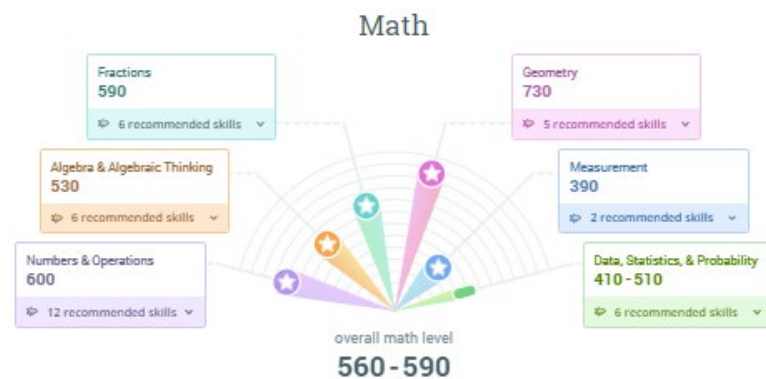 Math
Fractions
590
6 recommended skills
Geometry
730
5 recommended skills
Algebra & Algebraic Thinking
530
6 recommended skills
Measurement
390
2 recommended skills
Numbers & Operations
600
12 recommended skills
Data, Statistics, & Probability
410-510
6 recommended skills
overall math level
560-590